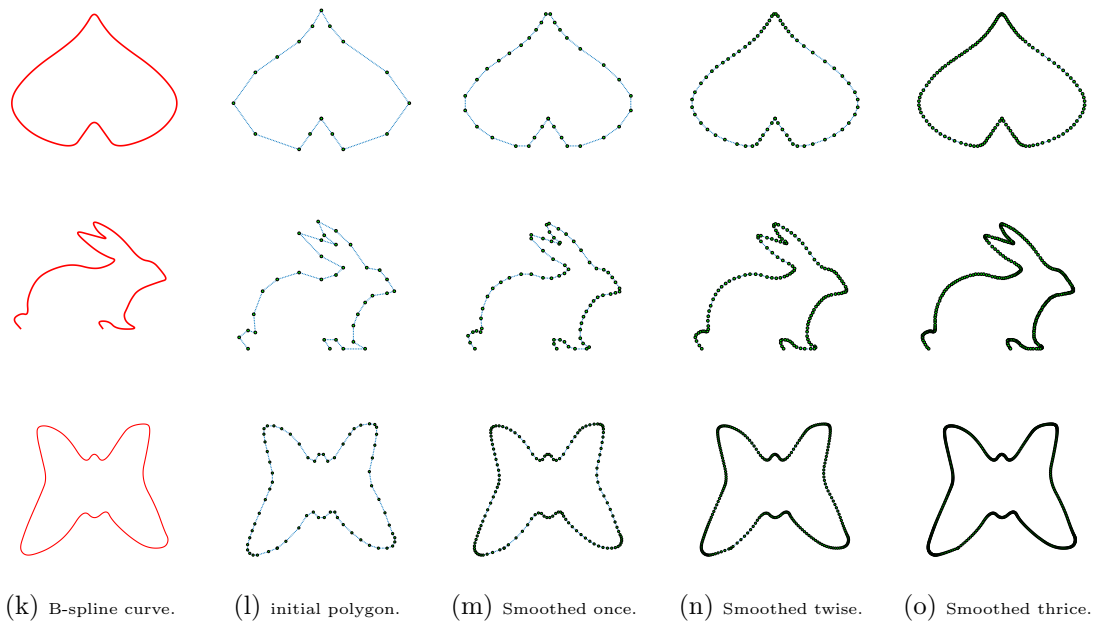 (k) B-spline curve. (l) initial polygon. (m) Smoothed once. (n) Smoothed twise. (o) Smoothed thrice.